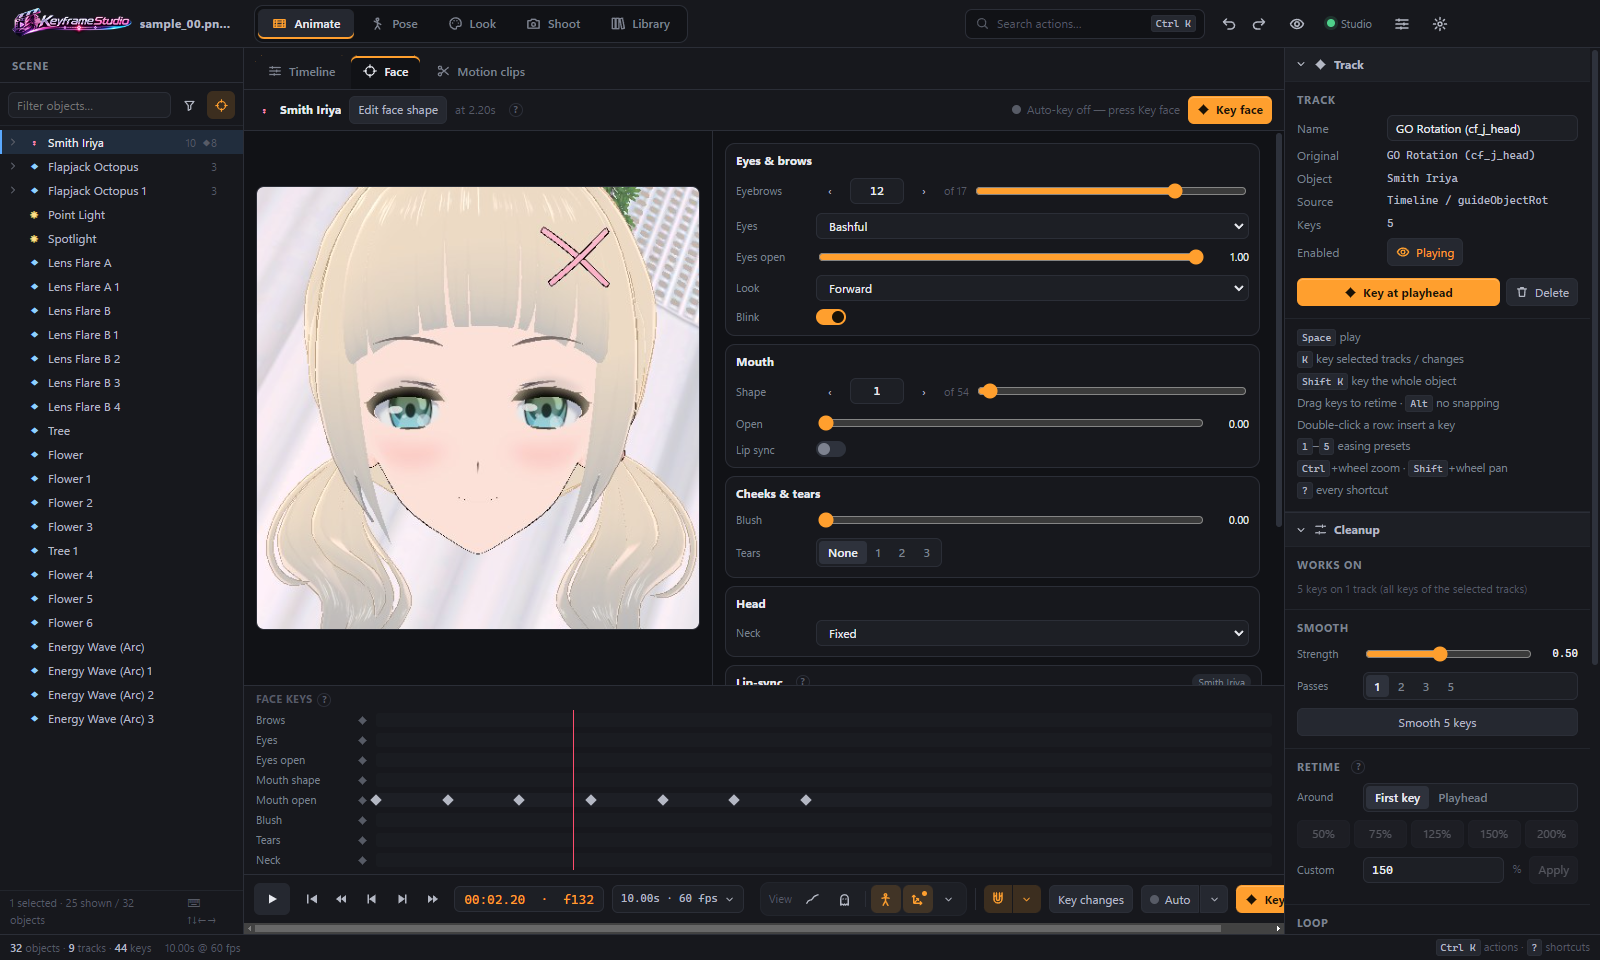 KeyframeStudio
sample_00.pn...
Animate
Pose
Look
Shoot
Library
Search actions...
Ctrl K
Studio
SCENE
Filter objects...
Smith Iriya 10 8
Flapjack Octopus 3
Flapjack Octopus 1 3
Point Light
Spotlight
Lens Flare A
Lens Flare A 1
Lens Flare B
Lens Flare B 1
Lens Flare B 2
Lens Flare B 3
Lens Flare B 4
Tree
Flower
Flower 1
Flower 2
Flower 3
Tree 1
Flower 4
Flower 5
Flower 6
Energy Wave (Arc)
Energy Wave (Arc) 1
Energy Wave (Arc) 2
Energy Wave (Arc) 3
1 selected · 25 shown / 32
objects
↑↓←→
Timeline
Face
Motion clips
Smith Iriya
Edit face shape
at 2.20s
?
Auto-key off — press Key face
Key face
Eyes & brows
Eyebrows ‹ 12 › of 17
Eyes Bashful
Eyes open 1.00
Look Forward
Blink
Mouth
Shape ‹ 1 › of 54
Open 0.00
Lip sync
Cheeks & tears
Blush 0.00
Tears None 1 2 3
Head
Neck Fixed
Lip-sync ? Smith Iriya
FACE KEYS ?
Brows
Eyes
Eyes open
Mouth shape
Mouth open
Blush
Tears
Neck
00:02.20 · f132
10.00s · 60 fps
View
Key changes
Auto
Key
Track
TRACK
Name GO Rotation (cf_j_head)
Original GO Rotation (cf_j_head)
Object Smith Iriya
Source Timeline / guideObjectRot
Keys 5
Enabled Playing
Key at playhead
Delete
Space play
K key selected tracks / changes
Shift K key the whole object
Drag keys to retime · Alt no snapping
Double-click a row: insert a key
1 – 5 easing presets
Ctrl +wheel zoom · Shift +wheel pan
? every shortcut
Cleanup
WORKS ON
5 keys on 1 track (all keys of the selected tracks)
SMOOTH
Strength 0.50
Passes 1 2 3 5
Smooth 5 keys
RETIME ?
Around First key Playhead
50% 75% 125% 150% 200%
Custom 150 % Apply
LOOP
32 objects · 9 tracks · 44 keys 10.00s @ 60 fps
Ctrl K actions · ? shortcuts